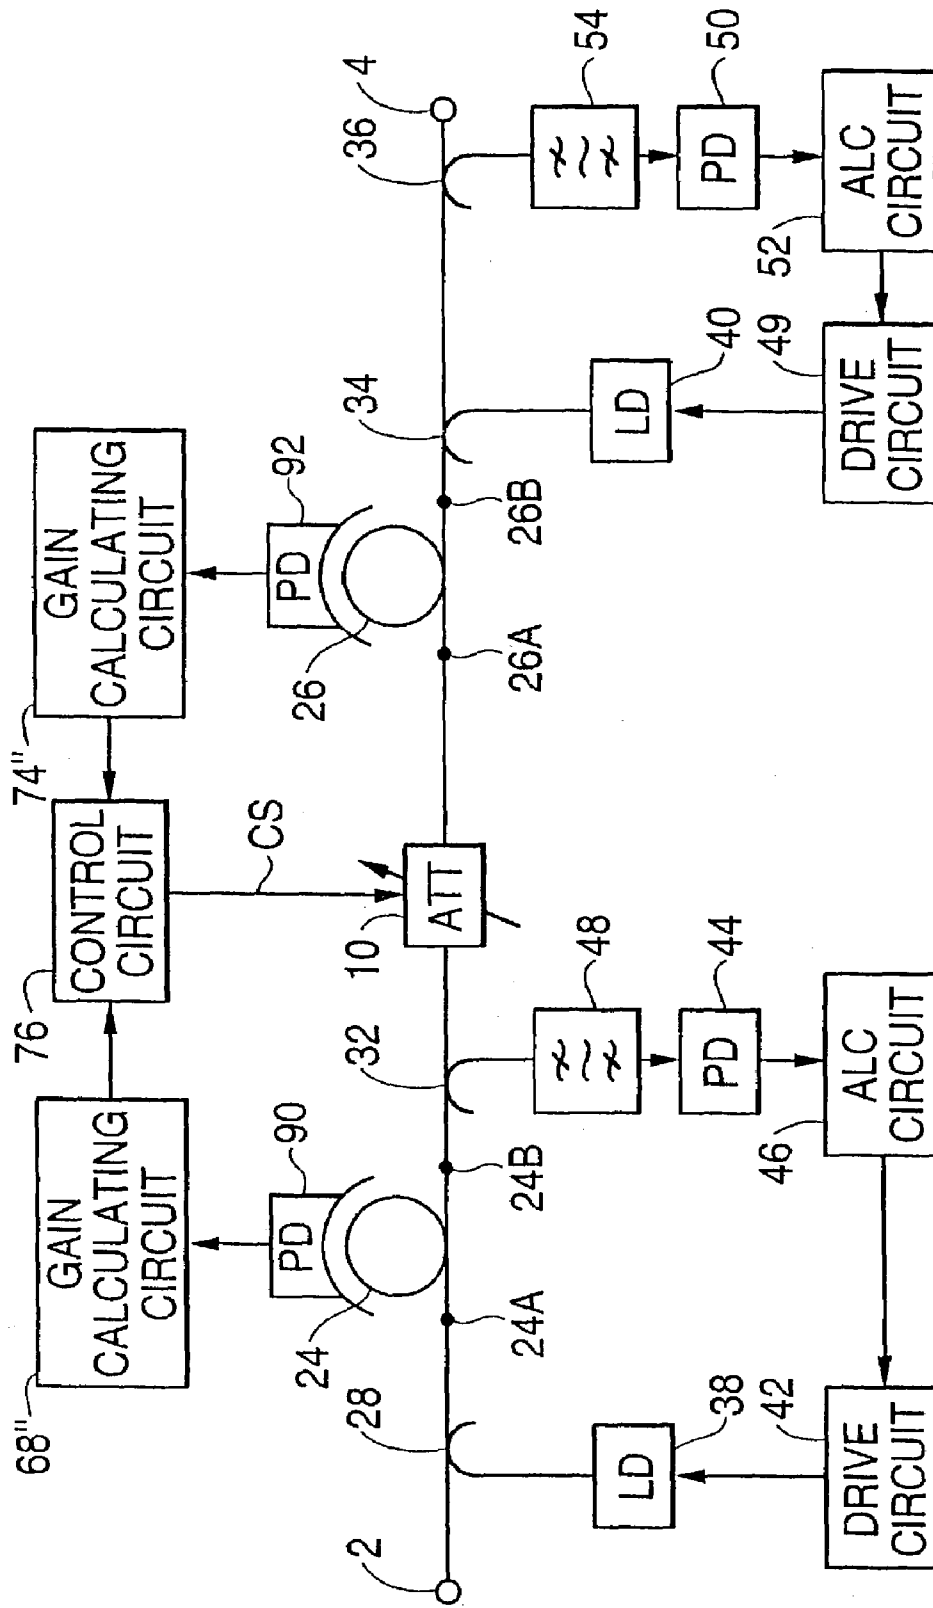 68"
GAIN
CALCULATING
CIRCUIT
76
CONTROL
CIRCUIT
74"
GAIN
CALCULATING
CIRCUIT
90
PD
24
CS
92
PD
26
2
28
24A
24B
32
10
ATT
26A
26B
34
36
4
38
LD
48
44
PD
40
LD
54
50
PD
42
DRIVE
CIRCUIT
46
ALC
CIRCUIT
49
DRIVE
CIRCUIT
52
ALC
CIRCUIT